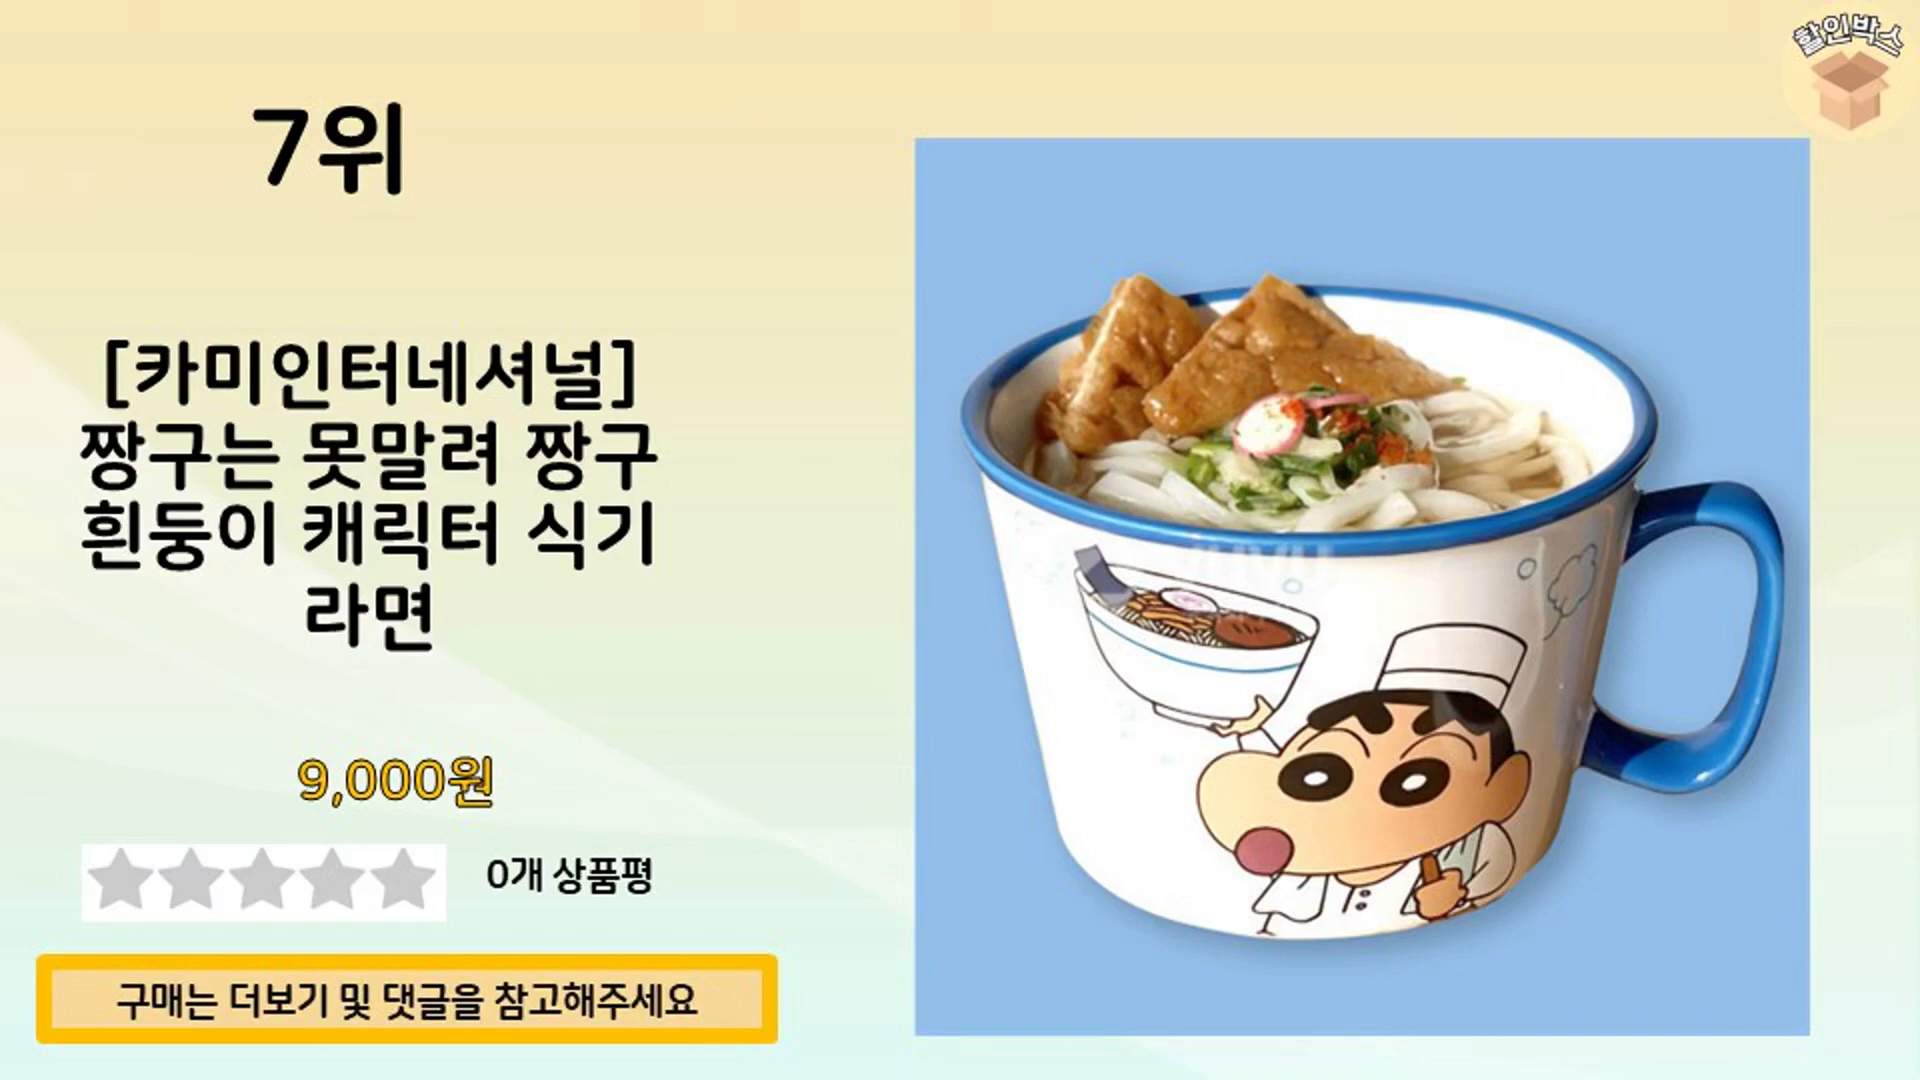 할인박스
7위
[카미인터네셔널]
짱구는 못말려 짱구
흰둥이 캐릭터 식기
라면
9,000원
0개 상품평
구매는 더보기 및 댓글을 참고해주세요